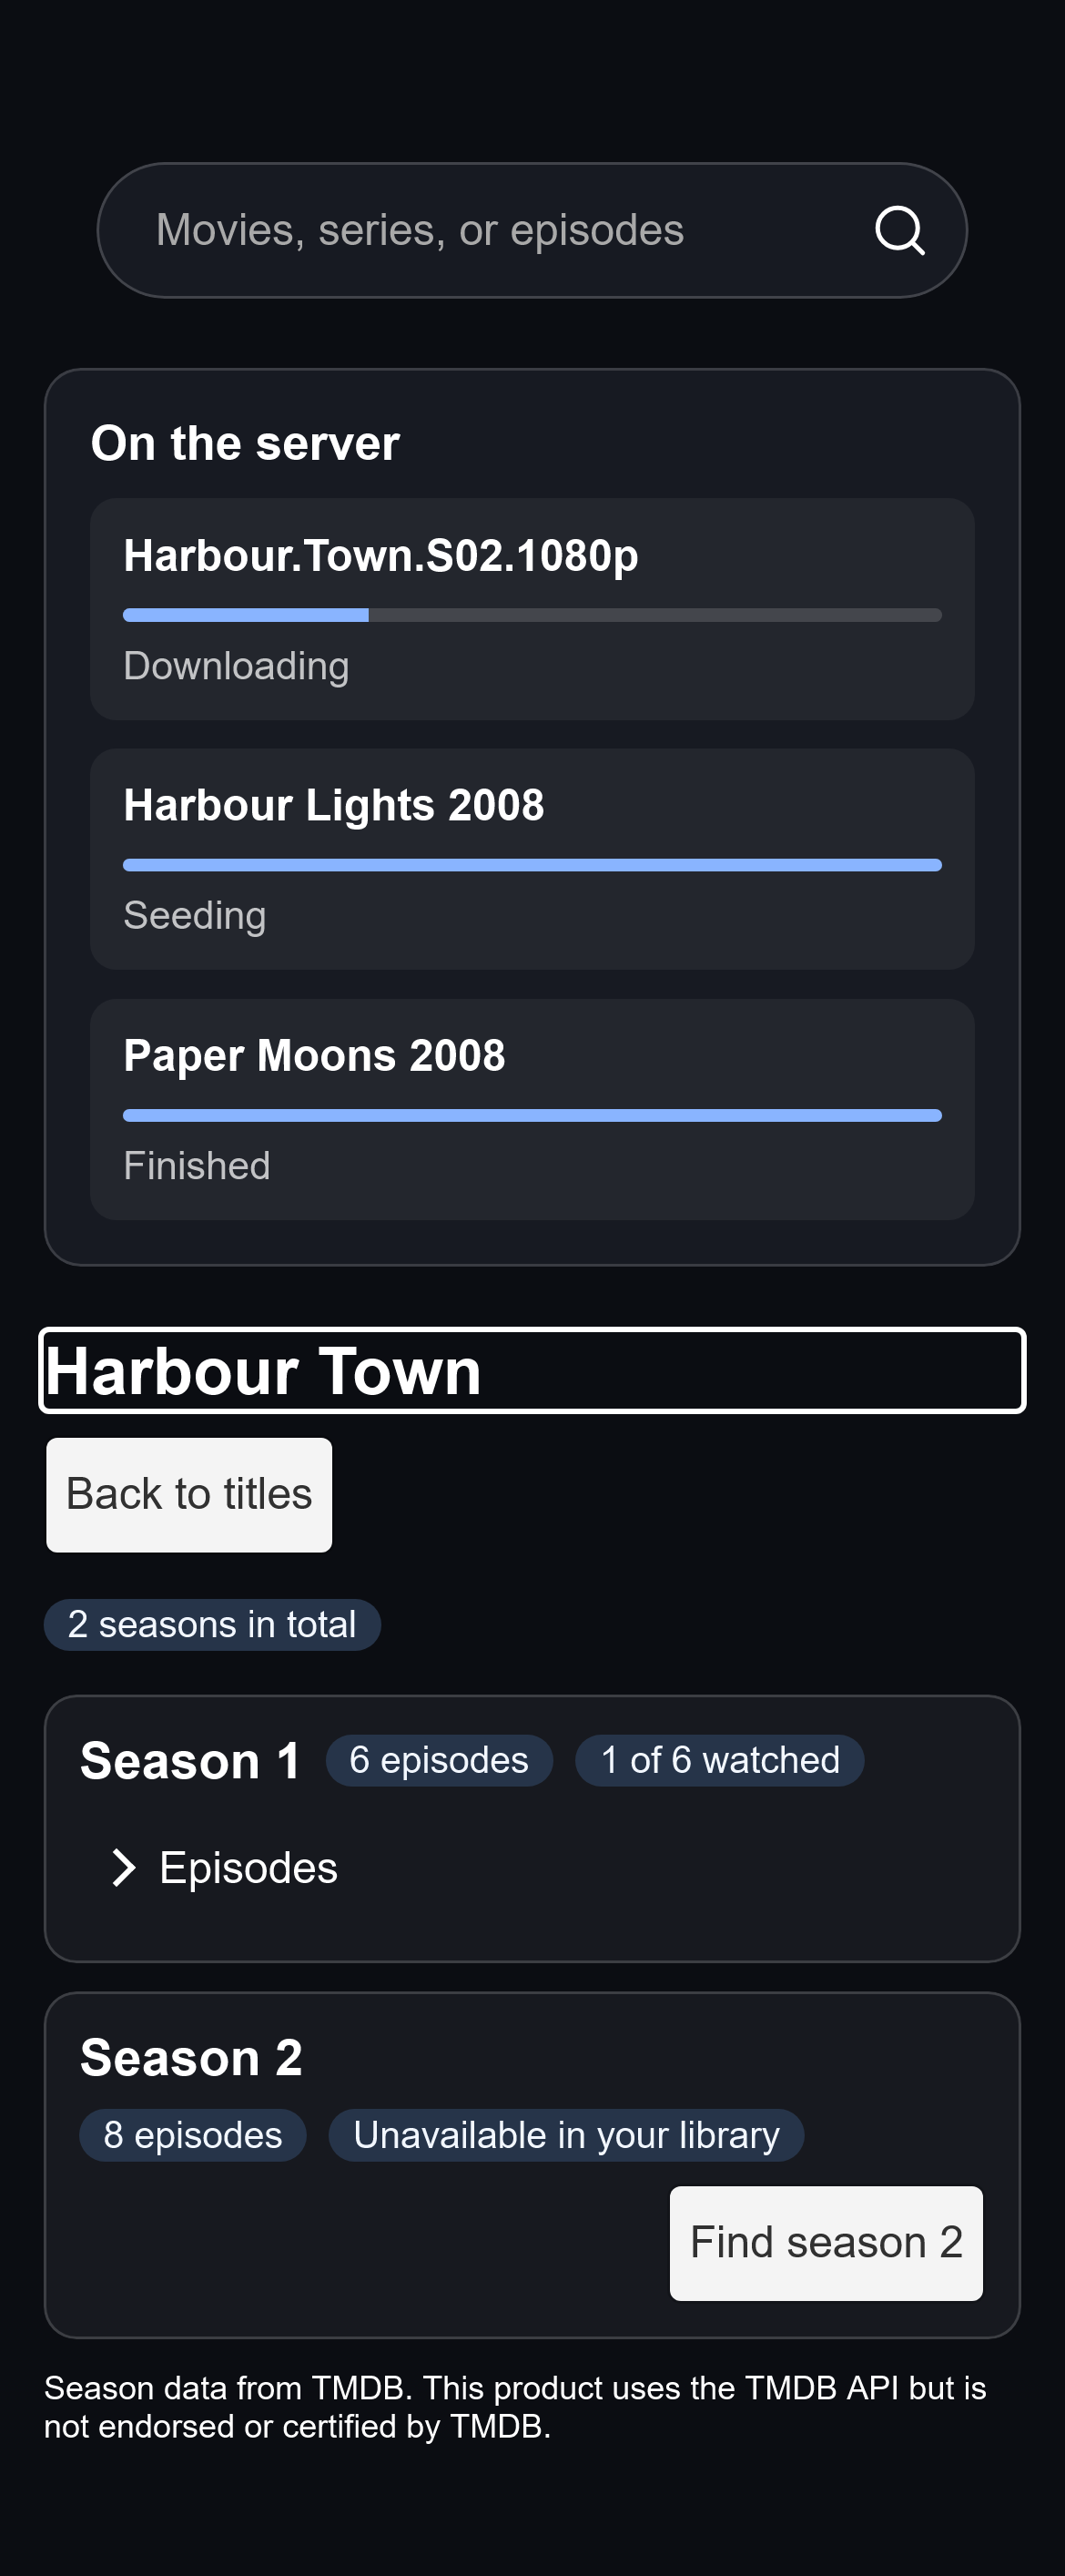 Movies, series, or episodes
On the server
Harbour.Town.S02.1080p
Downloading
Harbour Lights 2008
Seeding
Paper Moons 2008
Finished
Harbour Town
Back to titles
2 seasons in total
Season 1 6 episodes 1 of 6 watched
Episodes
Season 2
8 episodes Unavailable in your library
Find season 2
Season data from TMDB. This product uses the TMDB API but is
not endorsed or certified by TMDB.